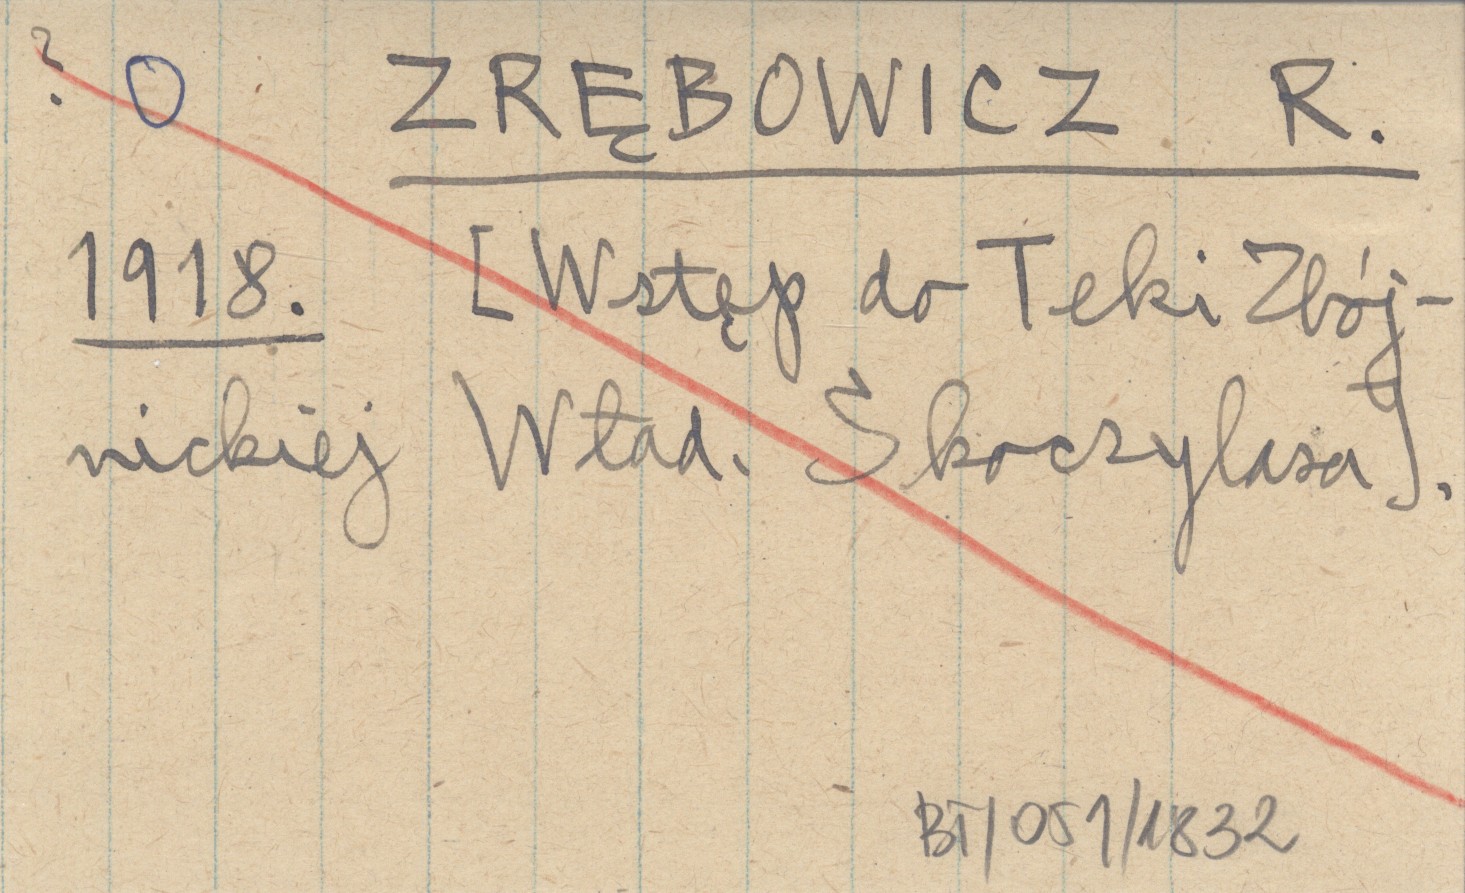 ? O ZRĘBOWICZ R.
1918. [Wstęp do Teki Zbój-
nickiej Wład. Skoczylasa].
BT/051/1832